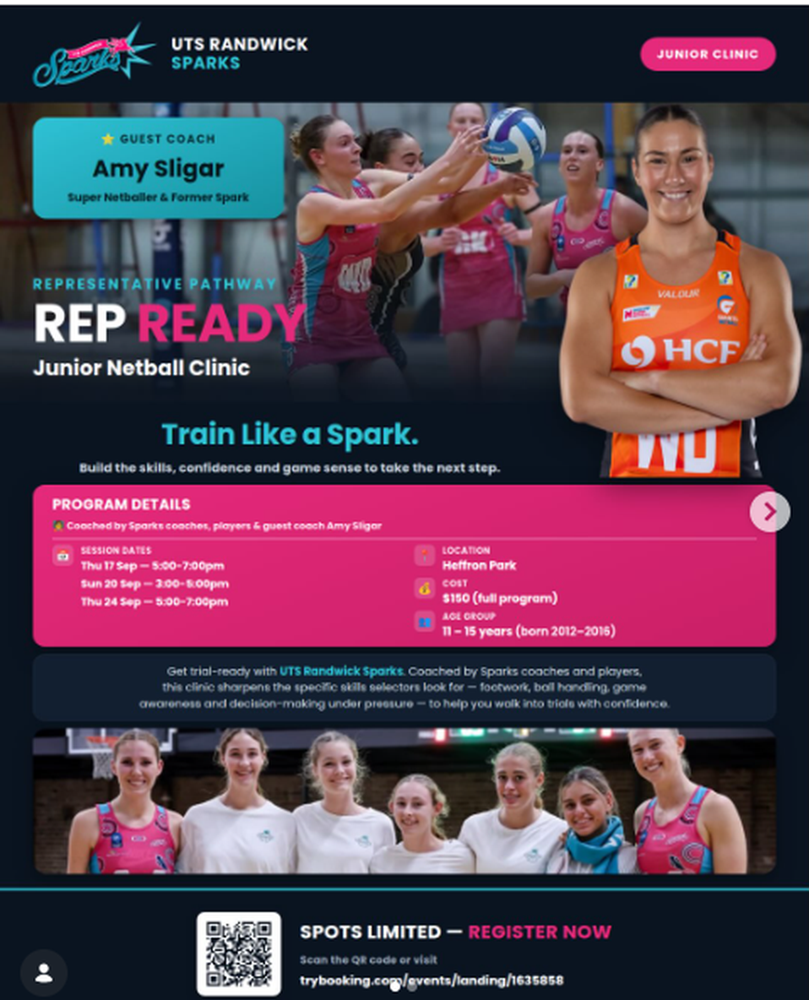 Sparks
UTS RANDWICK
SPARKS
JUNIOR CLINIC
⭐ GUEST COACH
Amy Sligar
Super Netballer & Former Spark
REPRESENTATIVE PATHWAY
REP READY
Junior Netball Clinic
WD
VALOUR
HCF
WD
Train Like a Spark.
Build the skills, confidence and game sense to take the next step.
PROGRAM DETAILS
Coached by Sparks coaches, players & guest coach Amy Sligar
SESSION DATES
Thu 17 Sep — 5:00-7:00pm
Sun 20 Sep — 3:00-5:00pm
Thu 24 Sep — 5:00-7:00pm
LOCATION
Heffron Park
COST
$150 (full program)
AGE GROUP
11 – 15 years (born 2012–2016)
Get trial-ready with UTS Randwick Sparks. Coached by Sparks coaches and players,
this clinic sharpens the specific skills selectors look for — footwork, ball handling, game
awareness and decision-making under pressure — to help you walk into trials with confidence.
SPOTS LIMITED — REGISTER NOW
Scan the QR code or visit
trybooking.com/events/landing/1635858